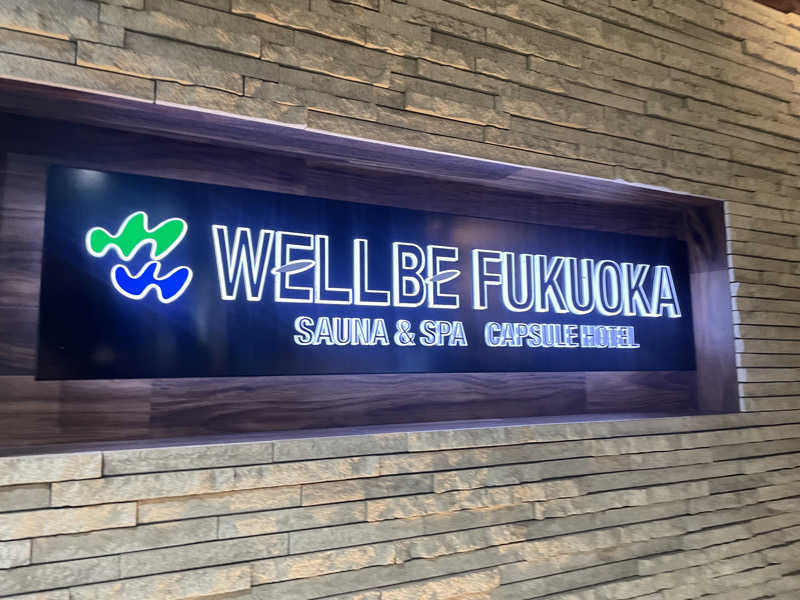 WELLBE FUKUOKA
SAUNA & SPA CAPSULE HOTEL